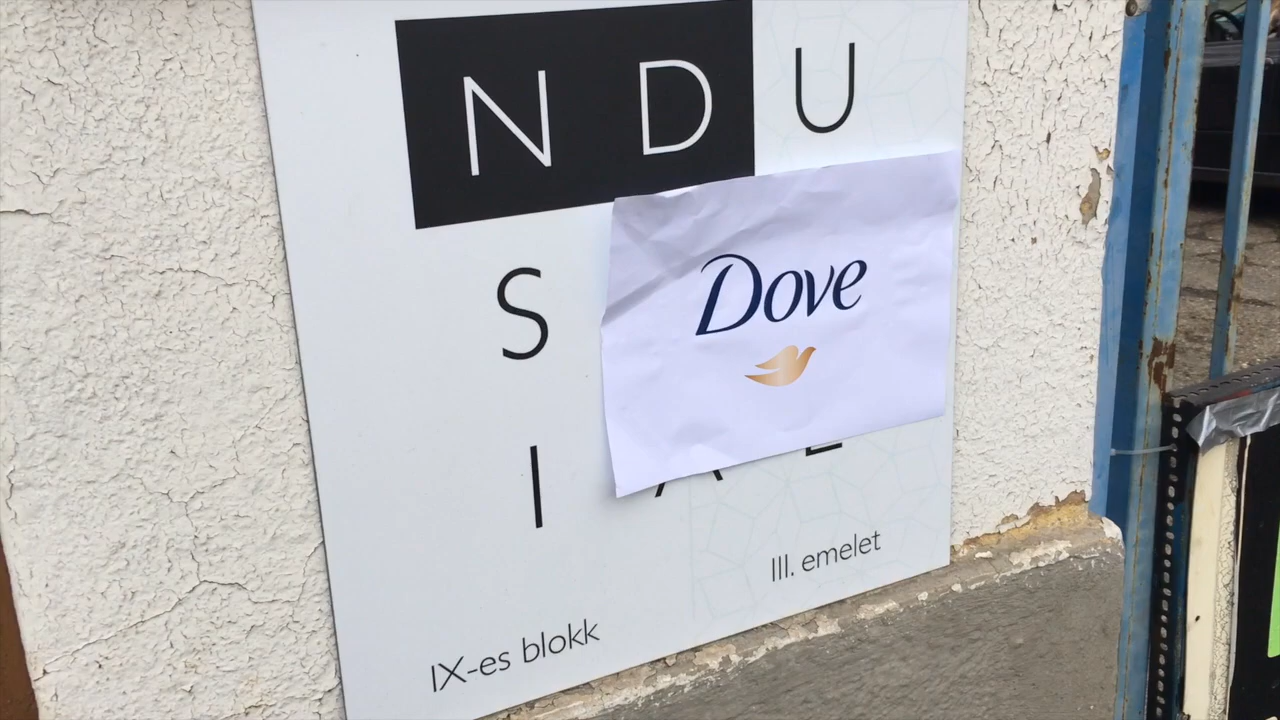 NDU
S
Dove
I
III. emelet
IX-es blokk